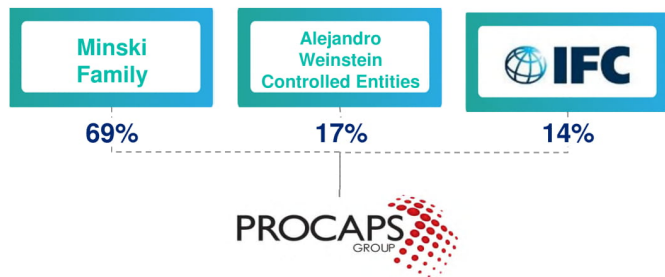 Minski
Family
Alejandro
Weinstein
Controlled Entities
IFC
69%
17%
14%
PROCAPS
GROUP